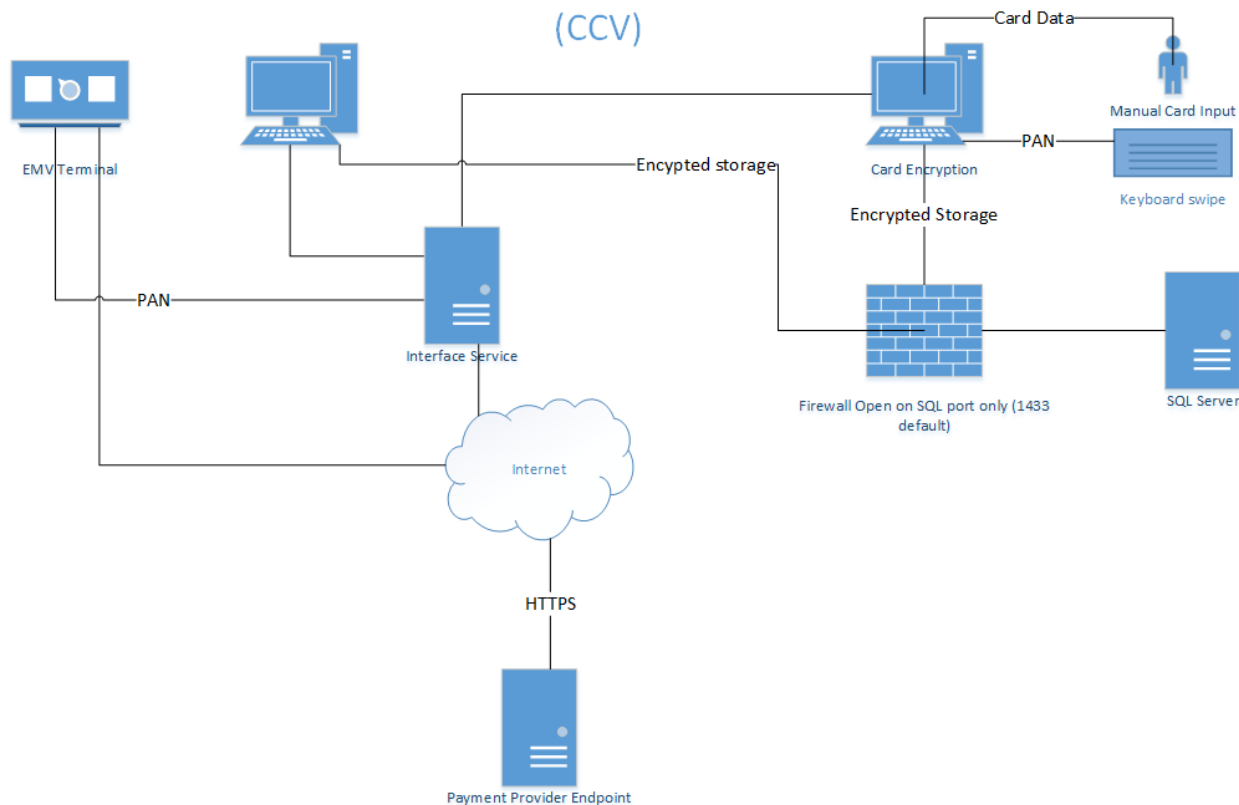 (CCV)
Card Data
Manual Card Input
EMV Terminal
Encypted storage
Card Encryption
PAN
Keyboard swipe
Encrypted Storage
PAN
Interface Service
Firewall Open on SQL port only (1433
default)
SQL Server
Internet
HTTPS
Payment Provider Endpoint